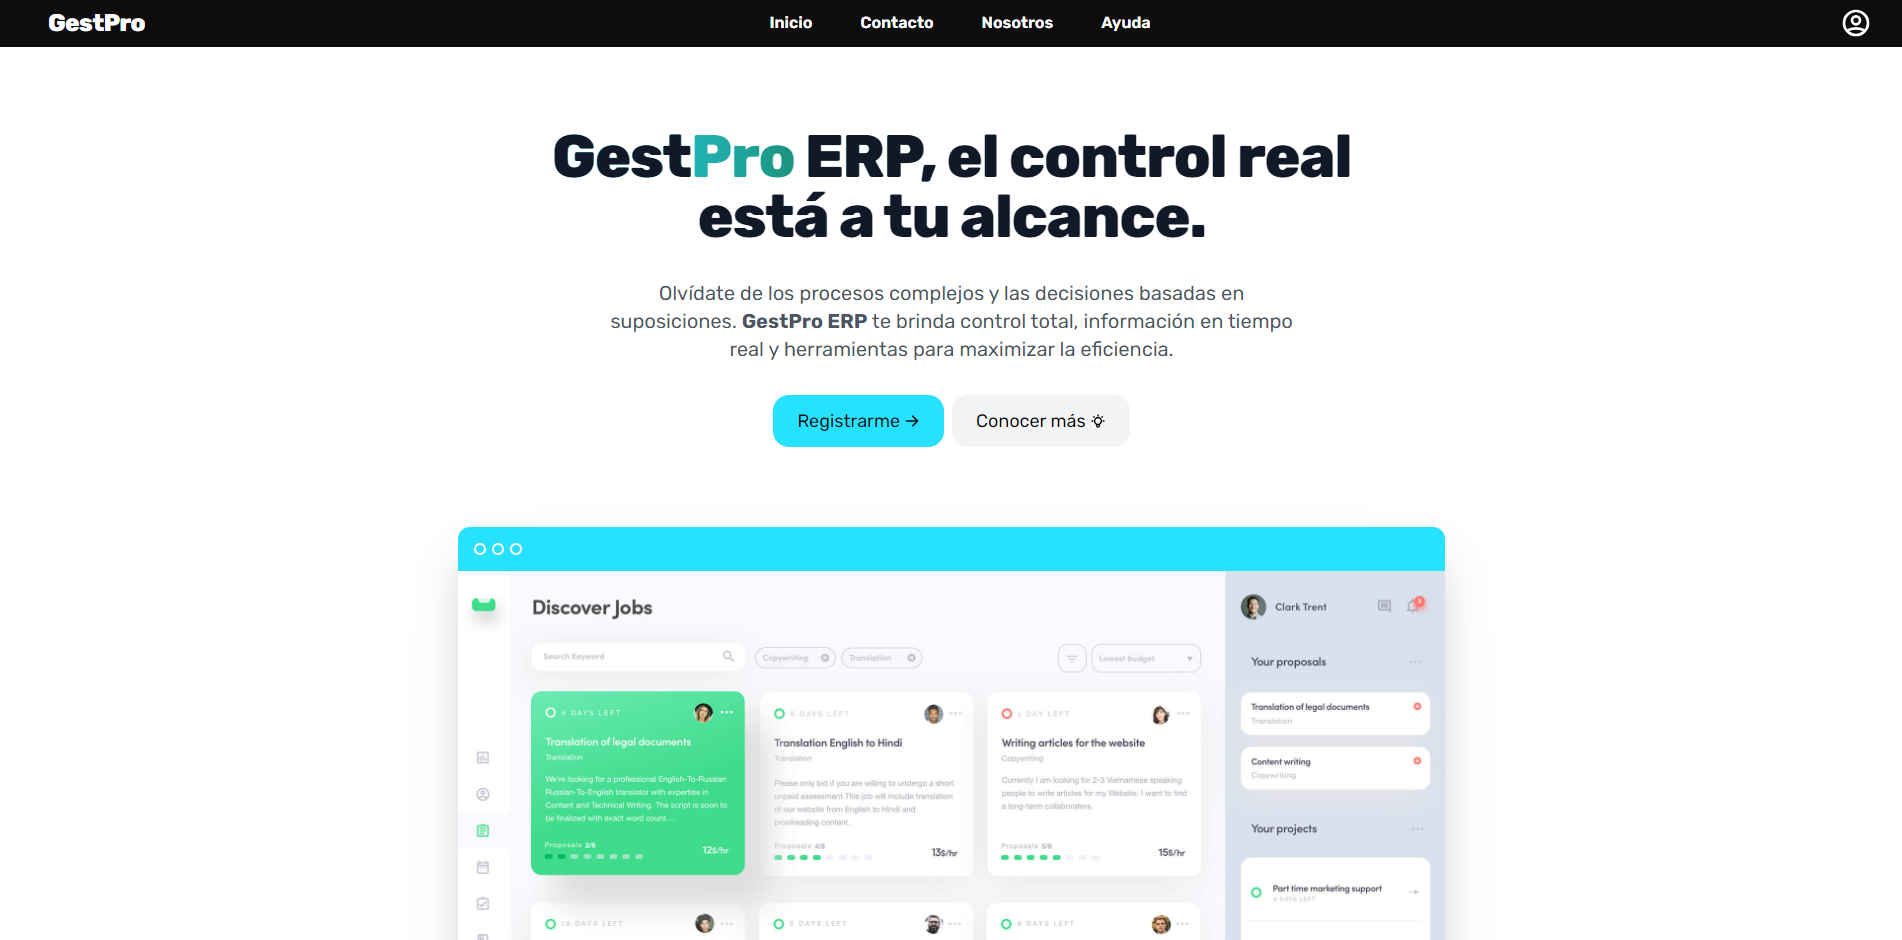 GestPro
Inicio
Contacto
Nosotros
Ayuda
GestPro ERP, el control real
está a tu alcance.
Olvídate de los procesos complejos y las decisiones basadas en
suposiciones. GestPro ERP te brinda control total, información en tiempo
real y herramientas para maximizar la eficiencia.
Registrarme →
Conocer más
Discover Jobs
Search Keyword
Copywriting
Translation
Lowest budget
DAYS LEFT
Translation of legal documents
Translation
We're looking for a professional English-To-Russian
Russian-To-English translator with expertise in
Content and Technical Writing. The script is soon to
be finalized with exact word count....
Proposals 2/8
12$/hr
6 DAYS LEFT
Translation English to Hindi
Translation
Please only bid if you are willing to undergo a short
unpaid assessment.This job will include translation
of our website from English to Hindi and
proofreading content.
Proposals 4/8
13$/hr
1 DAY LEFT
Writing articles for the website
Copywriting
Currently I am looking for 2-3 Vietnamese speaking
people to write articles for my Website. I want to find
a long-term collaborators.
Proposals 5/8
15$/hr
DAYS LEFT
5 DAYS LEFT
DAYS LEFT
Clark Trent
3
Your proposals
Translation of legal documents
Translation
Content writing
Copywriting
Your projects
Part time marketing support
4 DAYS LEFT